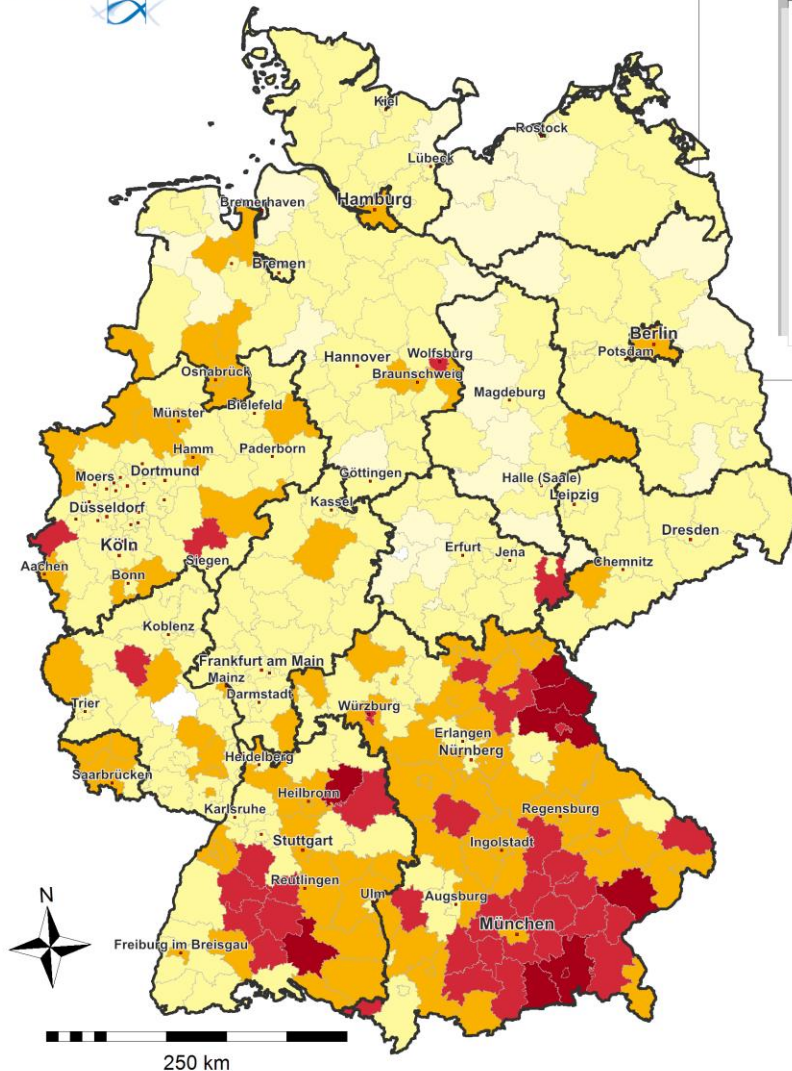 Kiel
Rostock
Lübeck
Bremerhaven
Hamburg
Bremen
Berlin
Potsdam
Hannover
Wolfsburg
Braunschweig
Osnabrück
Münster
Bielefeld
Magdeburg
Hamm
Paderborn
Moers
Dortmund
Göttingen
Halle (Saale)
Leipzig
Düsseldorf
Kassel
Köln
Siegen
Erfurt
Jena
Dresden
Chemnitz
Aachen
Bonn
Koblenz
Frankfurt am Main
Mainz
Darmstadt
Trier
Würzburg
Erlangen
Nürnberg
Heidelberg
Saarbrücken
Heilbronn
Karlsruhe
Regensburg
Stuttgart
Ingolstadt
Reutlingen
Ulm
Augsburg
München
Freiburg im Breisgau
N
250 km